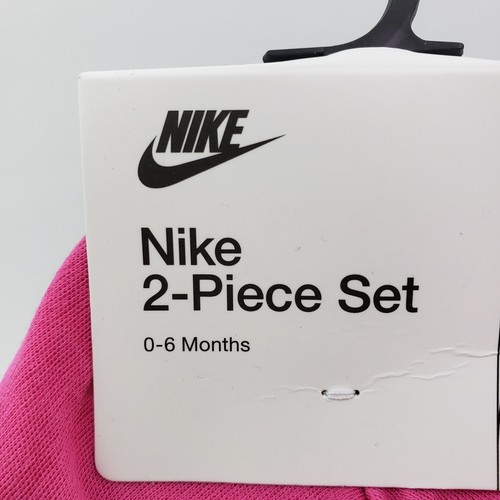 NIKE
Nike
2-Piece Set
0-6 Months